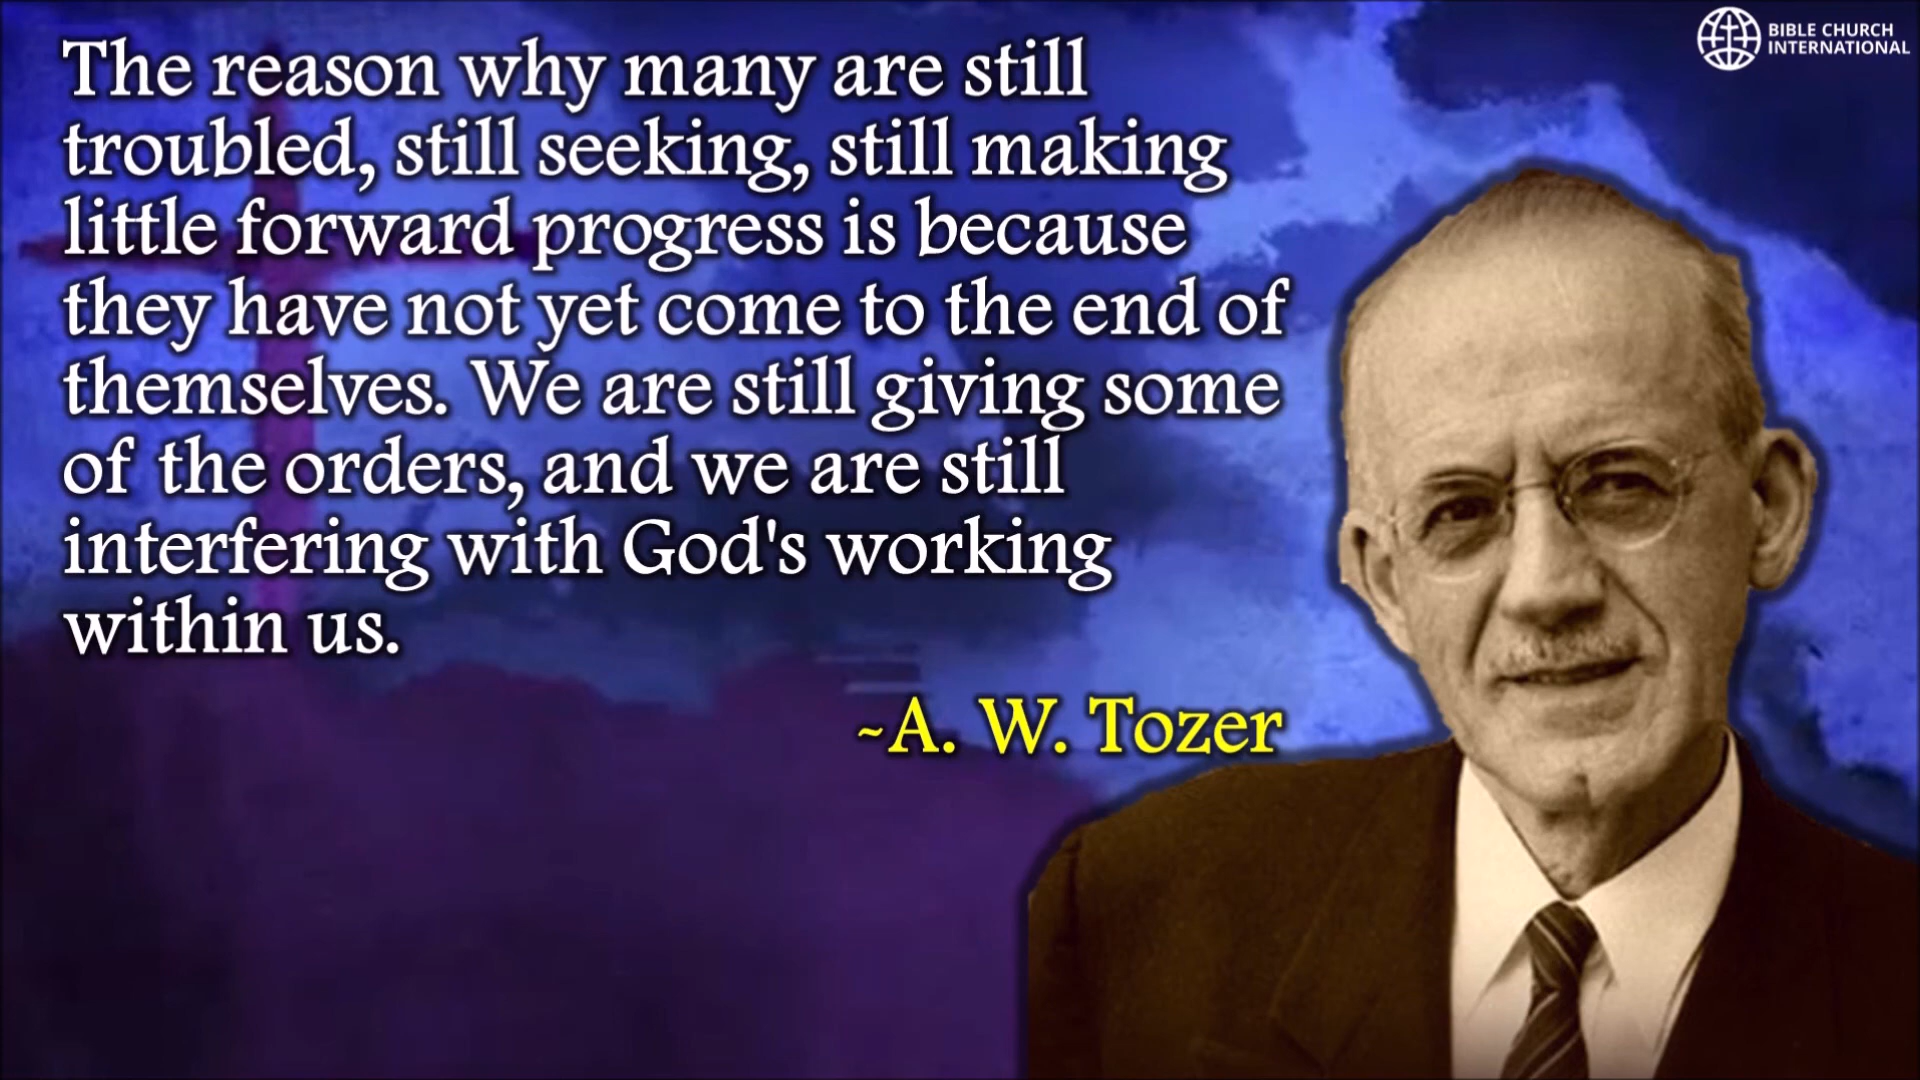 The reason why many are still
troubled, still seeking, still making
little forward progress is because
they have not yet come to the end of
themselves. We are still giving some
of the orders, and we are still
interfering with God's working
within us.
~A. W. Tozer
BIBLE CHURCH
INTERNATIONAL